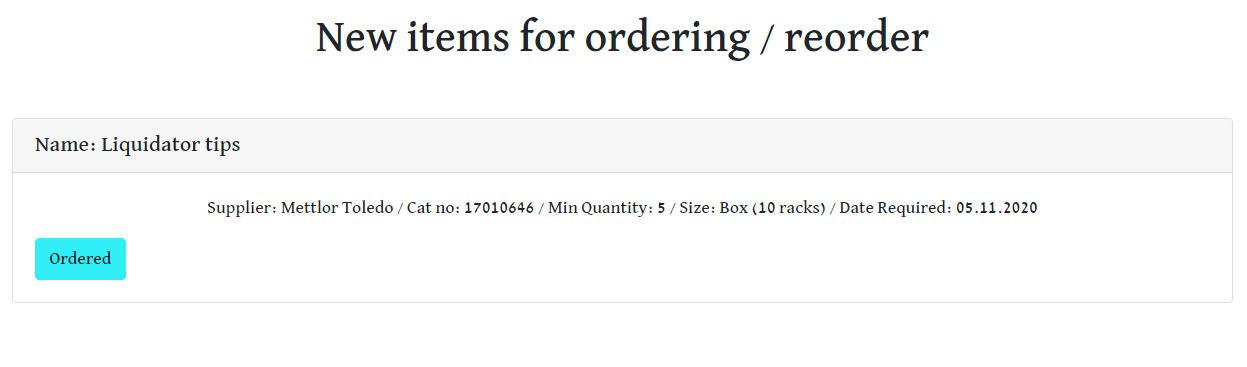 New items for ordering / reorder
Name: Liquidator tips
Supplier: Mettlor Toledo / Cat no: 17010646 / Min Quantity: 5 / Size: Box (10 racks) / Date Required: 05.11.2020
Ordered